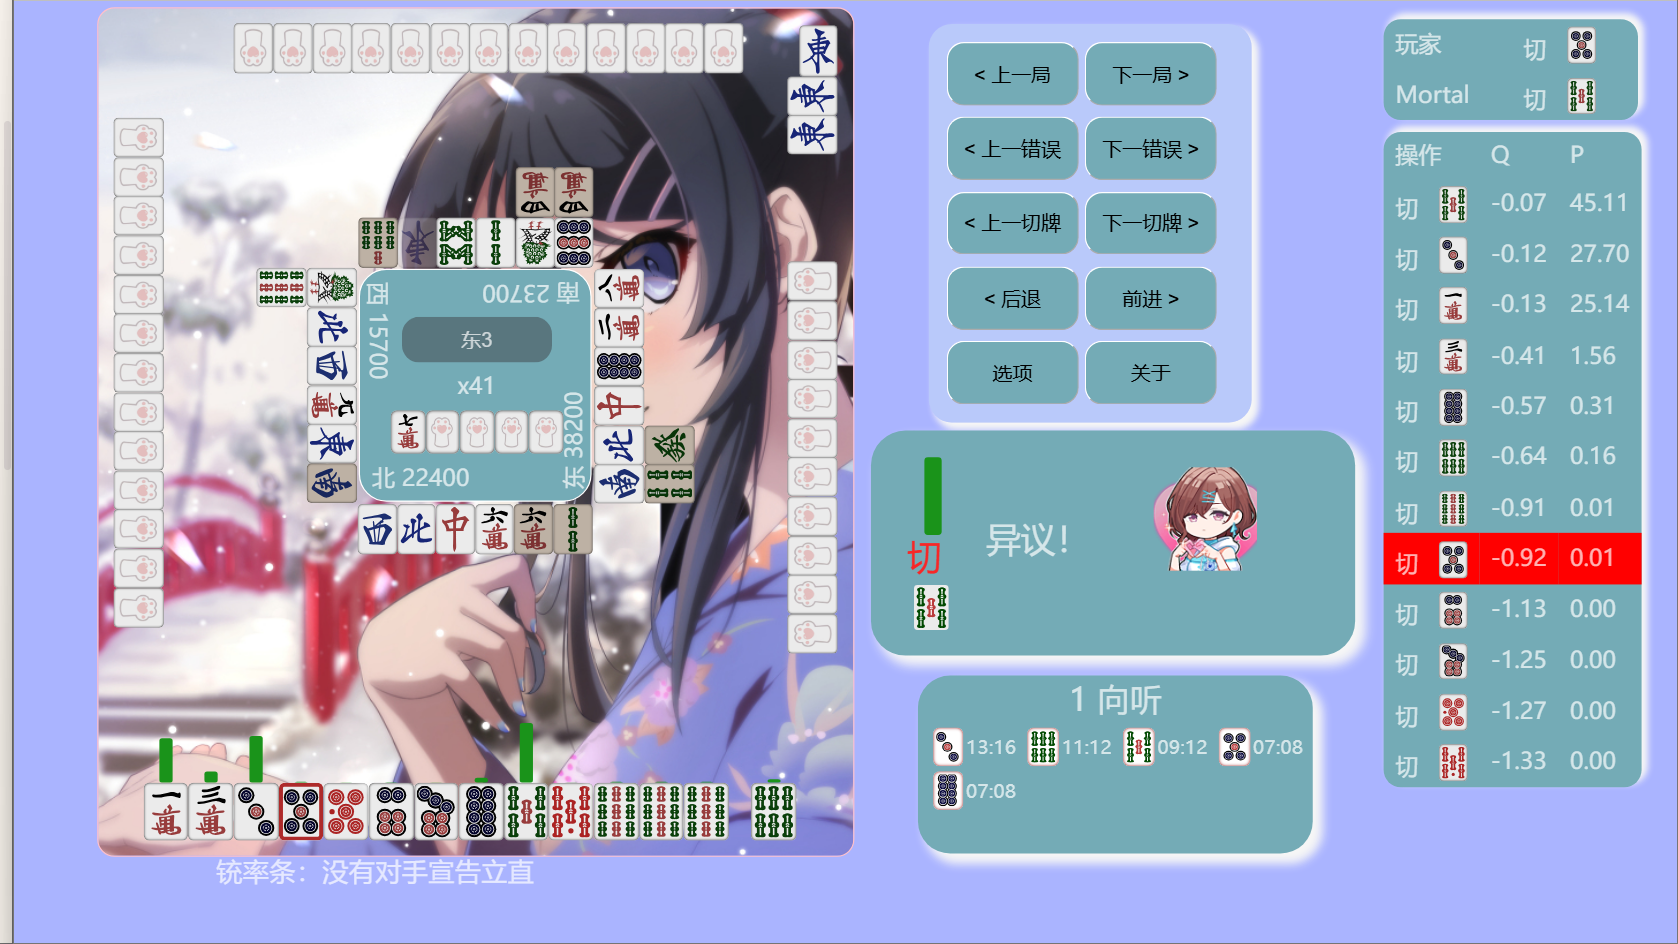 西 15700
南 23700
东3
x41
东 38200
北 22400
铳率条：没有对手宣告立直
< 上一局
下一局 >
< 上一错误
下一错误 >
< 上一切牌
下一切牌 >
< 后退
前进 >
选项
关于
切
异议！
1 向听
13:16 11:12 09:12 07:08
07:08
玩家 切
Mortal 切
操作 Q P
切 -0.07 45.11
切 -0.12 27.70
切 -0.13 25.14
切 -0.41 1.56
切 -0.57 0.31
切 -0.64 0.16
切 -0.91 0.01
切 -0.92 0.01
切 -1.13 0.00
切 -1.25 0.00
切 -1.27 0.00
切 -1.33 0.00